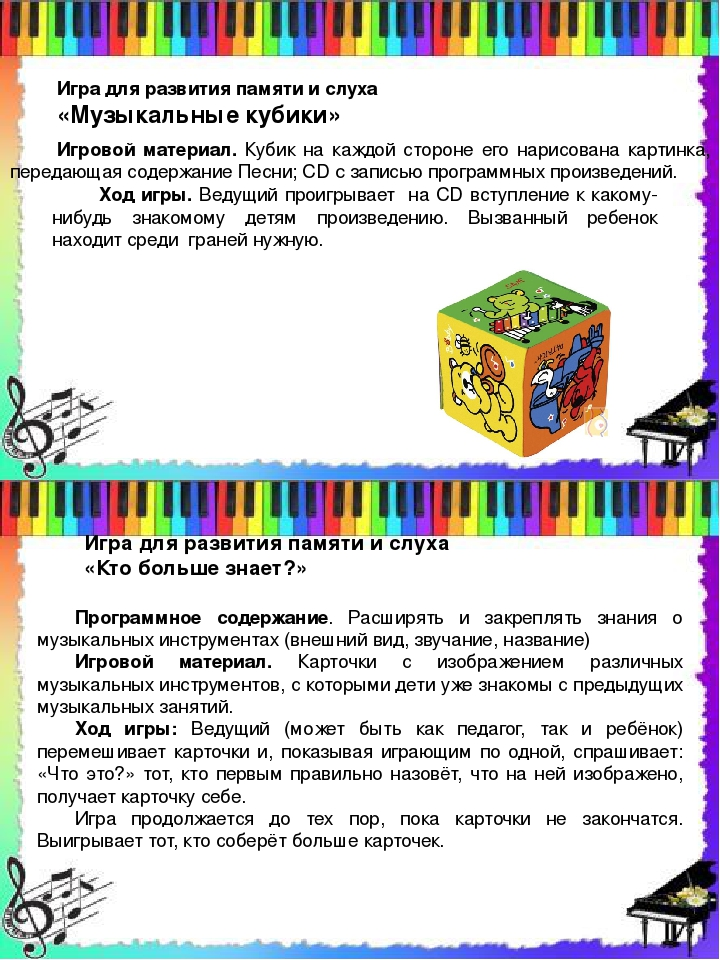 Игра для развития памяти и слуха
«Музыкальные кубики»
Игровой материал. Кубик на каждой стороне его нарисована картинка,
передающая содержание Песни; CD с записью программных произведений.
Ход игры. Ведущий проигрывает на CD вступление к какому-
нибудь знакомому детям произведению. Вызванный ребенок
находит среди граней нужную.
Игра для развития памяти и слуха
«Кто больше знает?»
Программное содержание. Расширять и закреплять знания о
музыкальных инструментах (внешний вид, звучание, название)
Игровой материал. Карточки с изображением различных
музыкальных инструментов, с которыми дети уже знакомы с предыдущих
музыкальных занятий.
Ход игры: Ведущий (может быть как педагог, так и ребёнок)
перемешивает карточки и, показывая играющим по одной, спрашивает:
«Что это?» тот, кто первым правильно назовёт, что на ней изображено,
получает карточку себе.
Игра продолжается до тех пор, пока карточки не закончатся.
Выигрывает тот, кто соберёт больше карточек.